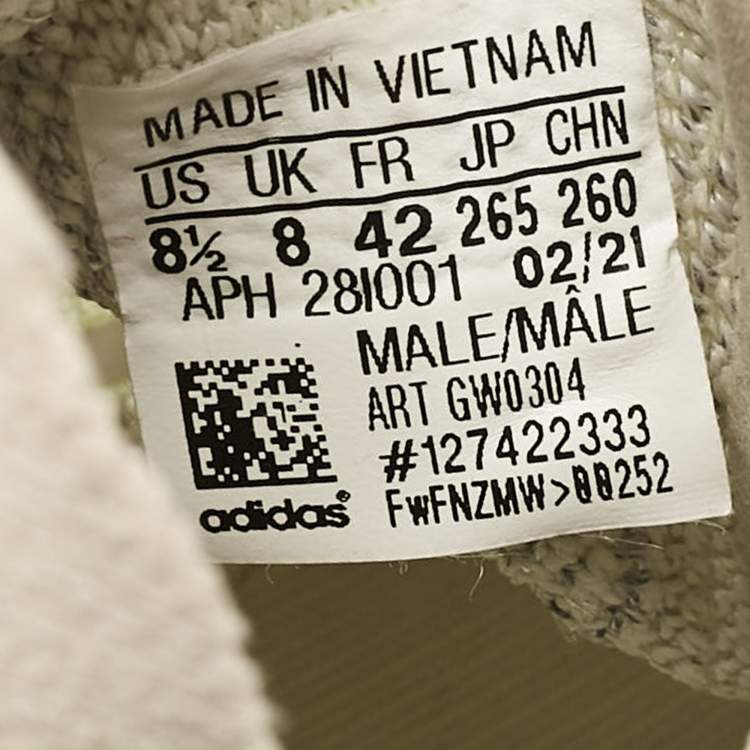 MADE IN VIETNAM
US UK FR JP CHN
8½ 8 42 265 260
APH 28I001 02/21
MALE/MÂLE
ART GW0304
#127422333
FwFNZMW>00252
adidas®